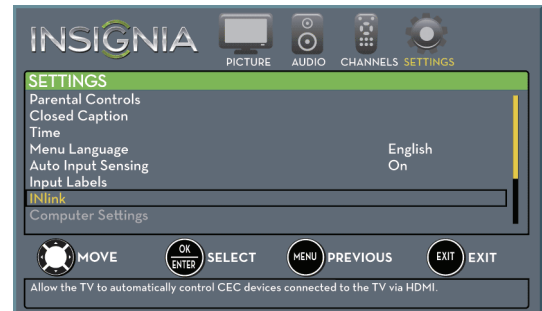 INSIGNIA
PICTURE AUDIO CHANNELS SETTINGS
SETTINGS
Parental Controls
Closed Caption
Time
Menu Language English
Auto Input Sensing On
Input Labels
INlink
Computer Settings
MOVE OK ENTER SELECT MENU PREVIOUS EXIT EXIT
Allow the TV to automatically control CEC devices connected to the TV via HDMI.